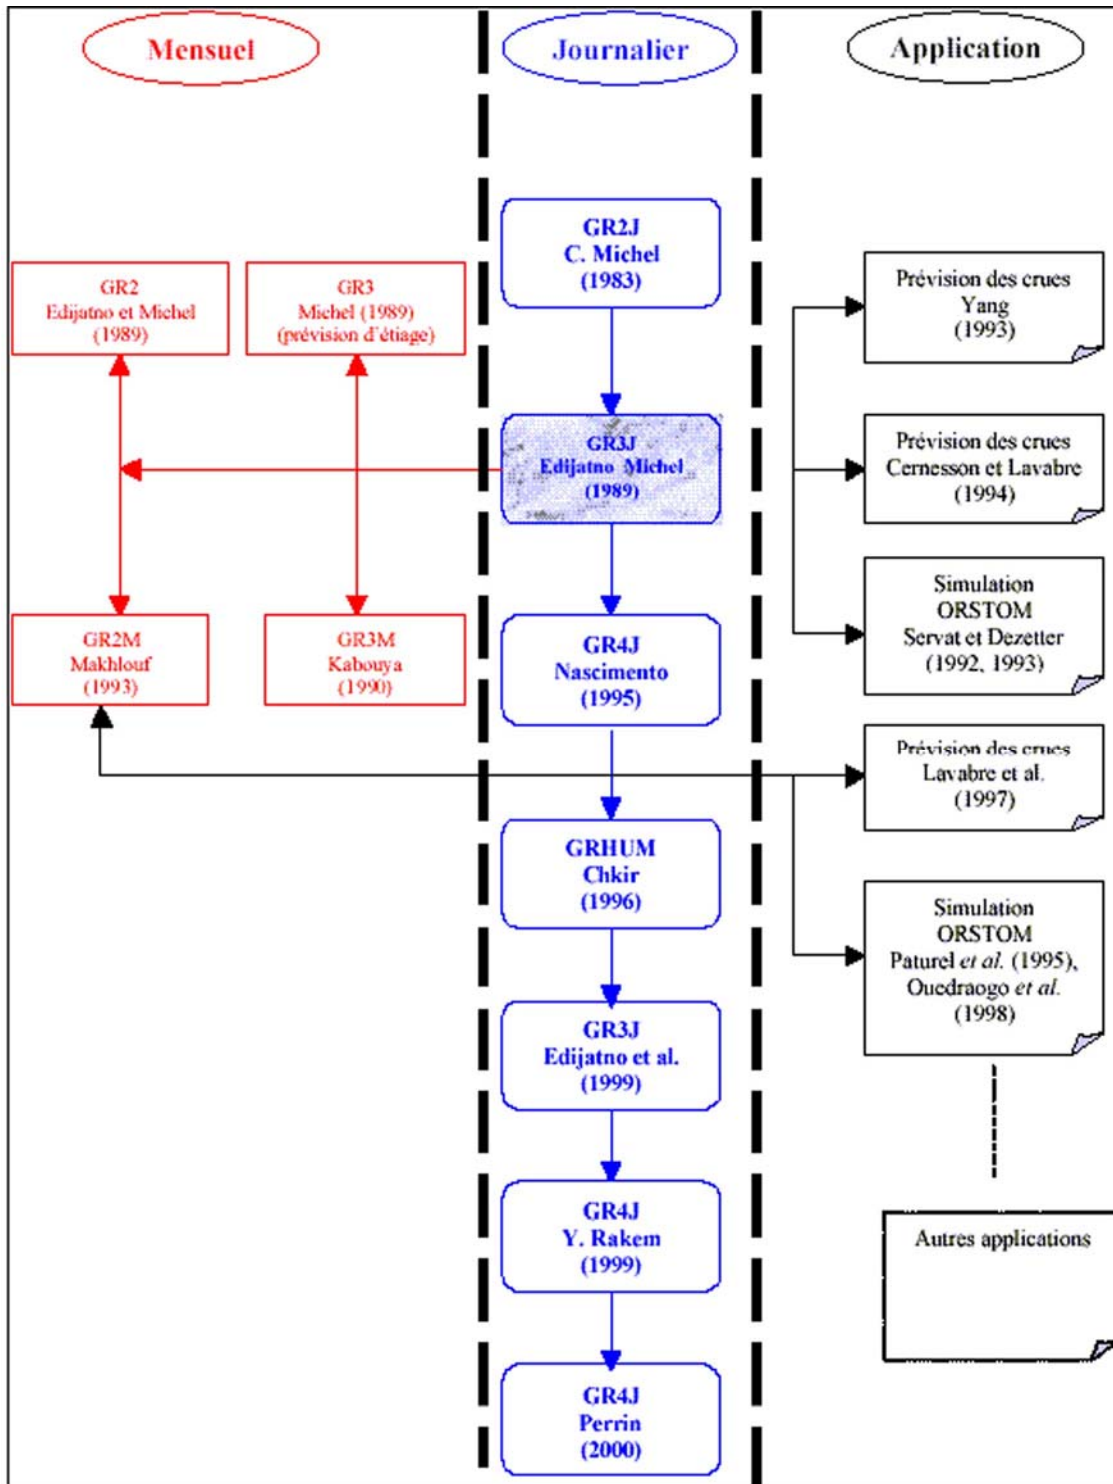 Mensuel
Journalier
Application
GR2J
C. Michel
(1983)
GR2
Edijatno et Michel
(1989)
GR3
Michel (1989)
(prévision d'étiage)
GR3J
Edijatno Michel
(1989)
GR2M
Makhlouf
(1993)
GR3M
Kabouya
(1990)
GR4J
Nascimento
(1995)
GRHUM
Chkir
(1996)
GR3J
Edijatno et al.
(1999)
GR4J
Y. Rakem
(1999)
GR4J
Perrin
(2000)
Prévision des crues
Yang
(1993)
Prévision des crues
Cernesson et Lavabre
(1994)
Simulation
ORSTOM
Servat et Dezetter
(1992, 1993)
Prévision des crues
Lavabre et al.
(1997)
Simulation
ORSTOM
Paturel et al. (1995),
Ouedraogo et al.
(1998)
Autres applications